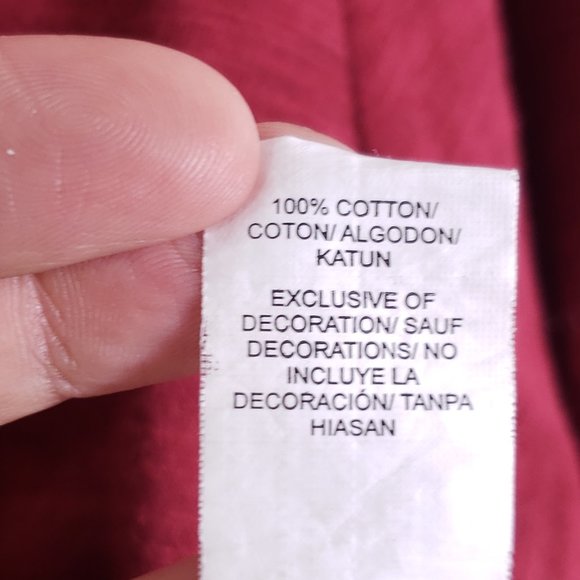 100% COTTON/
COTON/ ALGODON/
KATUN
EXCLUSIVE OF
DECORATION/ SAUF
DECORATIONS/ NO
INCLUYE LA
DECORACIÓN/ TANPA
HIASAN